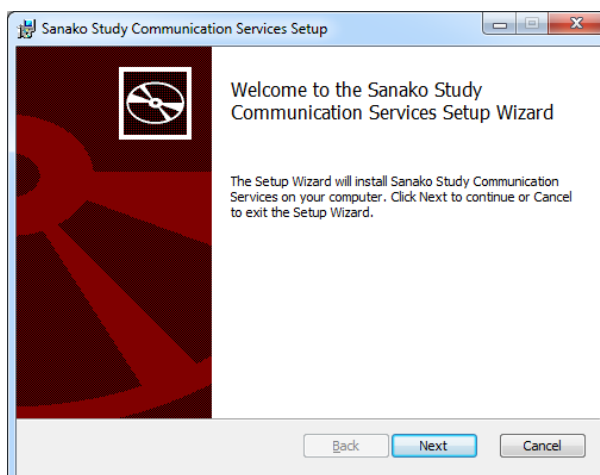 Sanako Study Communication Services Setup
Welcome to the Sanako Study
Communication Services Setup Wizard
The Setup Wizard will install Sanako Study Communication
Services on your computer. Click Next to continue or Cancel
to exit the Setup Wizard.
Back
Next
Cancel